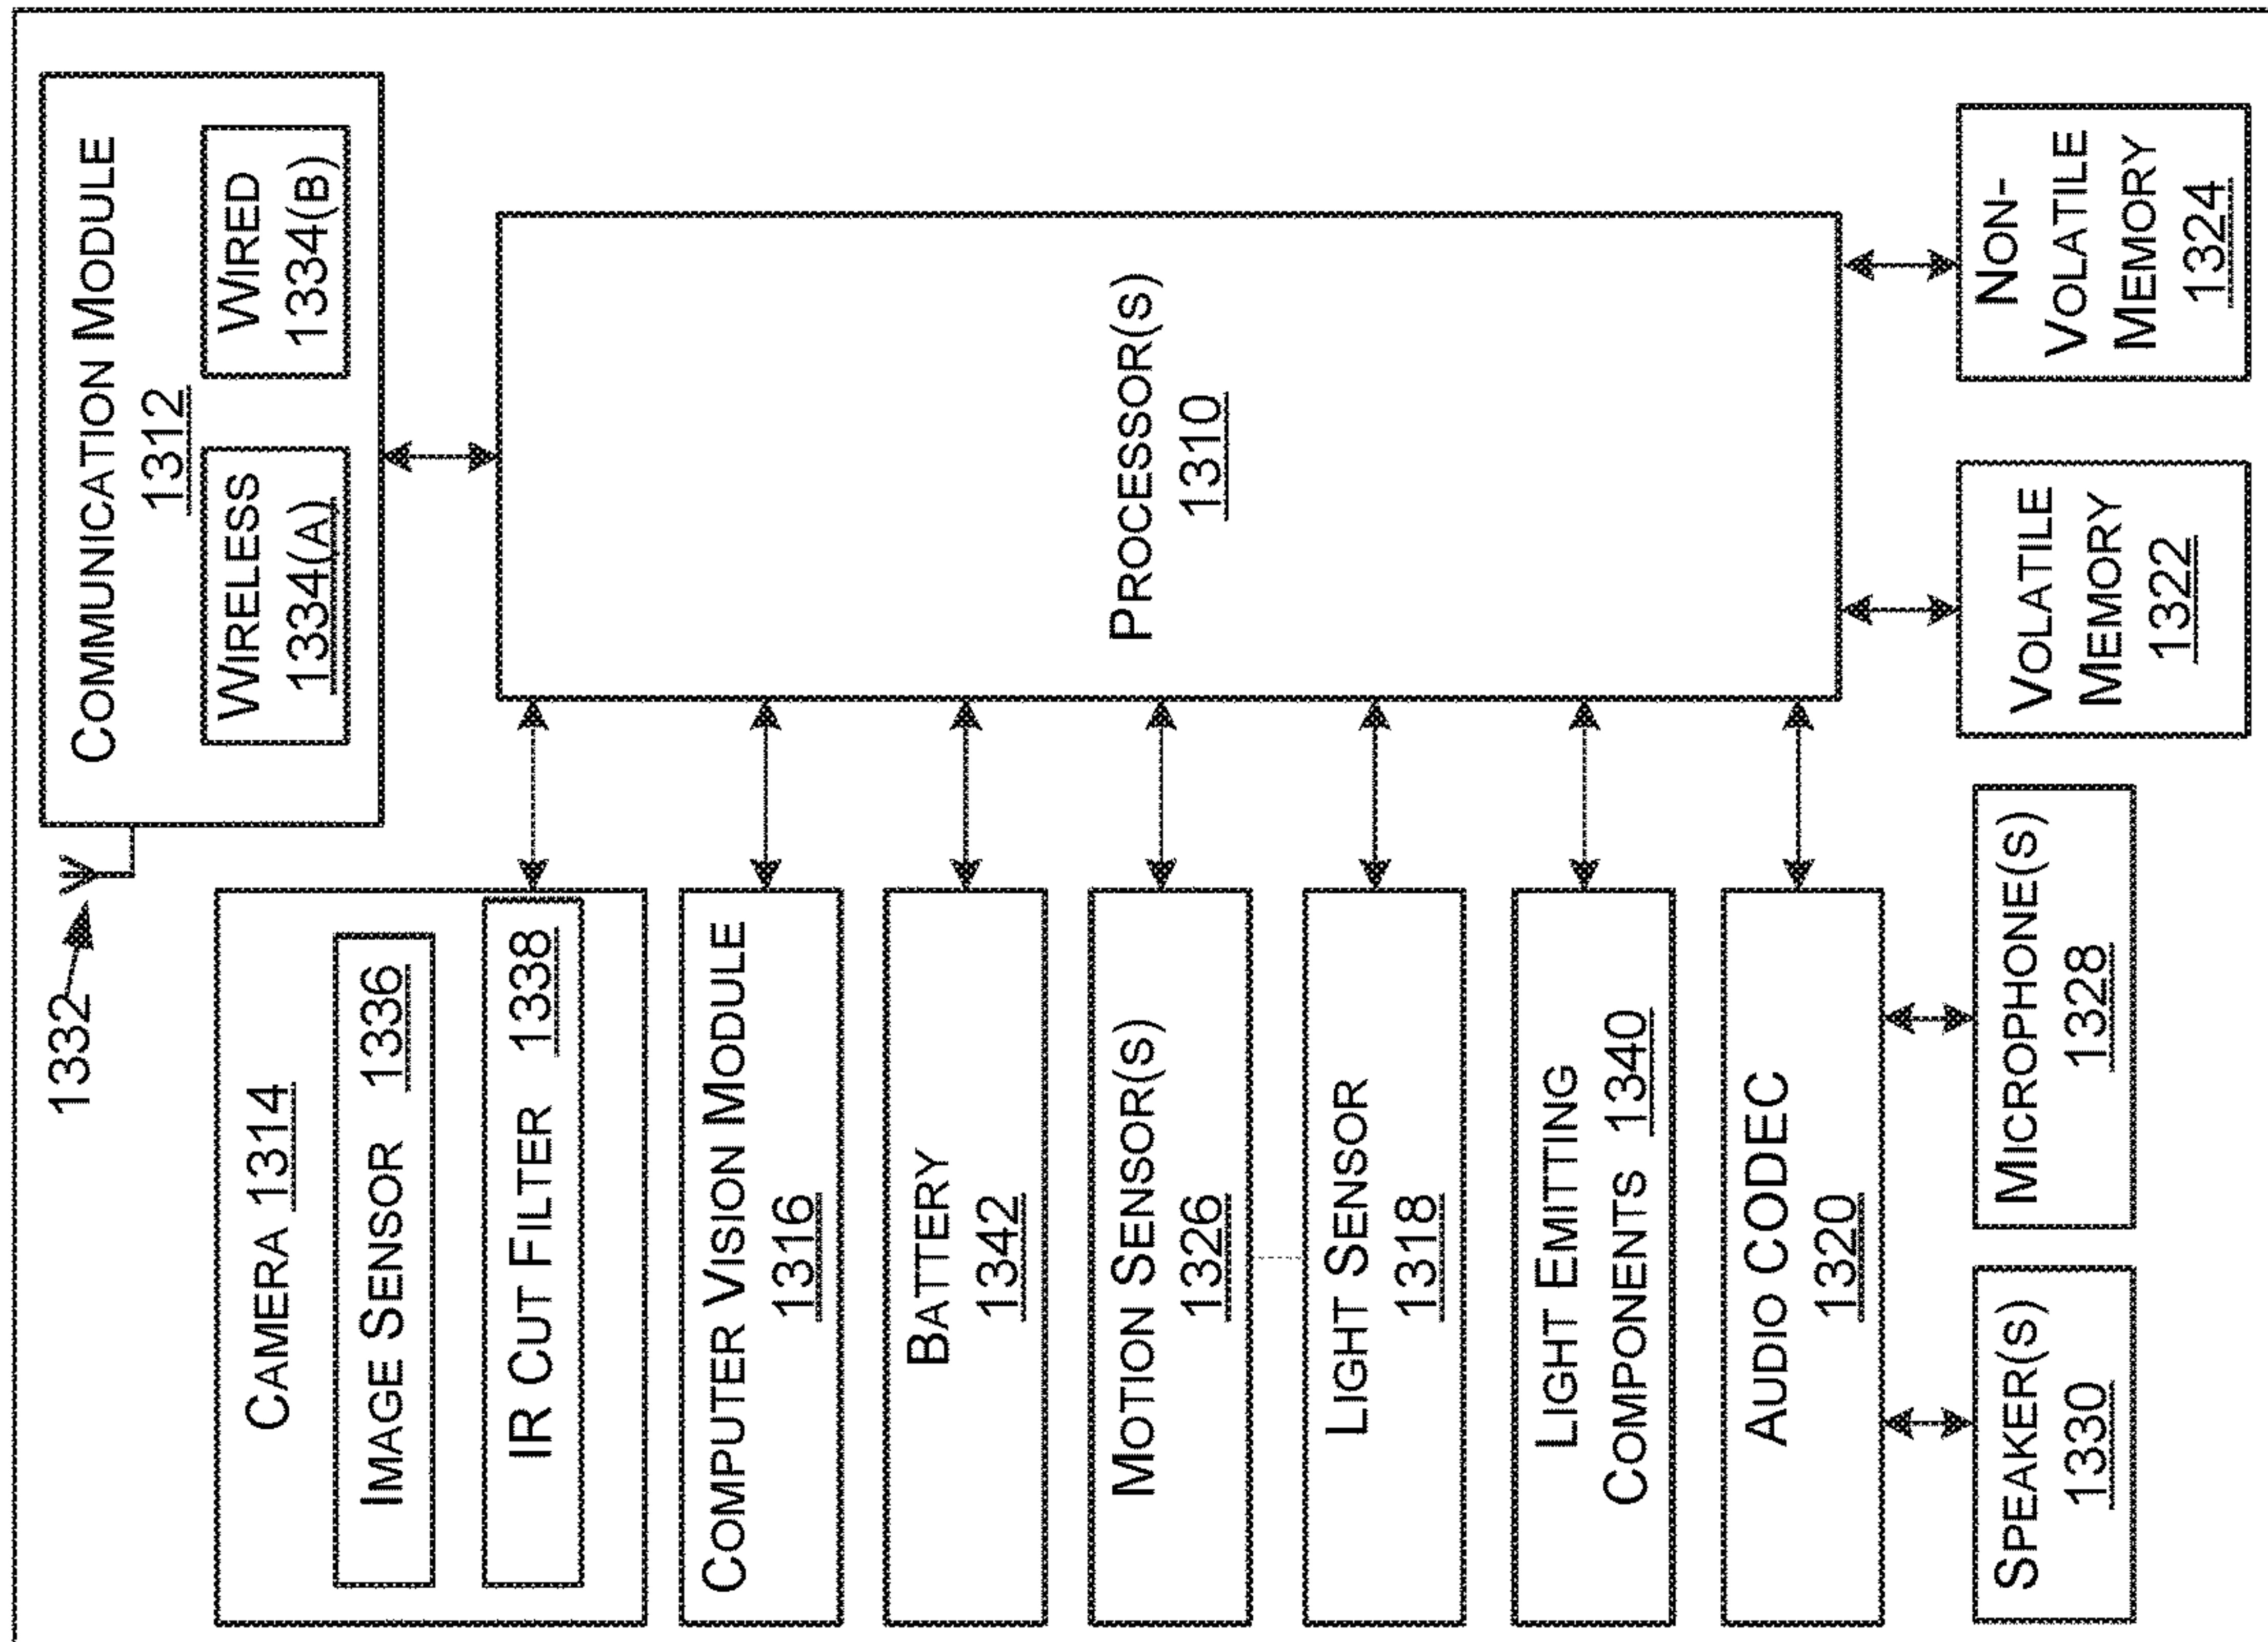 1332
COMMUNICATION MODULE
1312
WIRELESS
1334(A)
WIRED
1334(B)
CAMERA 1314
IMAGE SENSOR 1336
IR CUT FILTER 1338
COMPUTER VISION MODULE
1316
BATTERY
1342
MOTION SENSOR(S)
1326
LIGHT SENSOR
1318
LIGHT EMITTING
COMPONENTS 1340
AUDIO CODEC
1320
SPEAKER(S)
1330
MICROPHONE(S)
1328
PROCESSOR(S)
1310
VOLATILE
MEMORY
1322
NON-
VOLATILE
MEMORY
1324